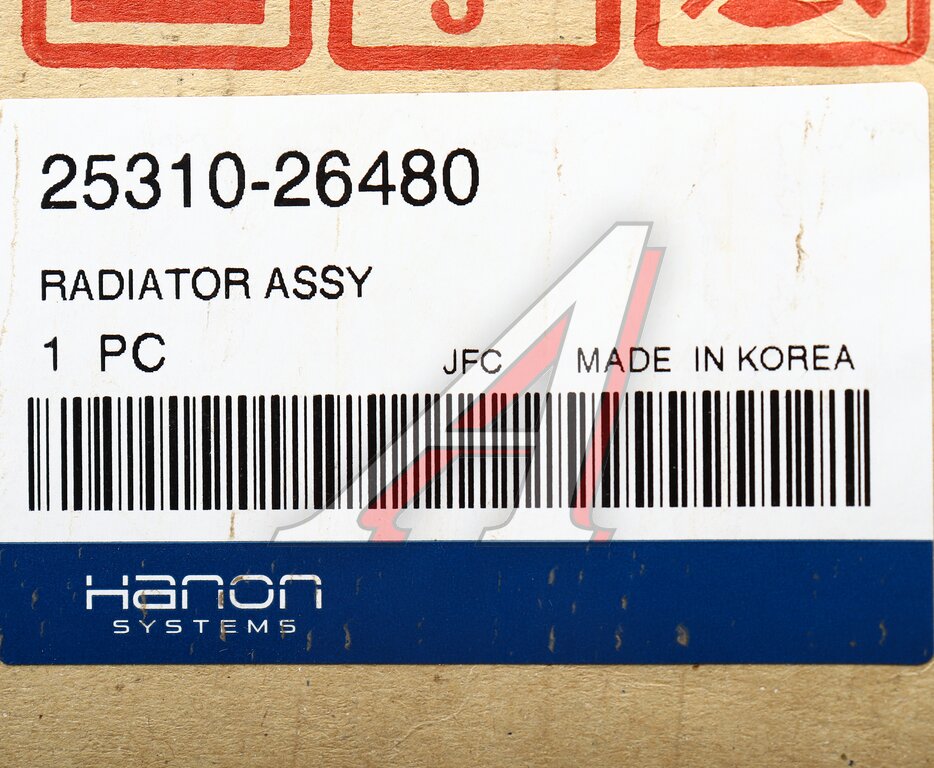 25310-26480
RADIATOR ASSY
1 PC JFC MADE IN KOREA
Hanon
SYSTEMS